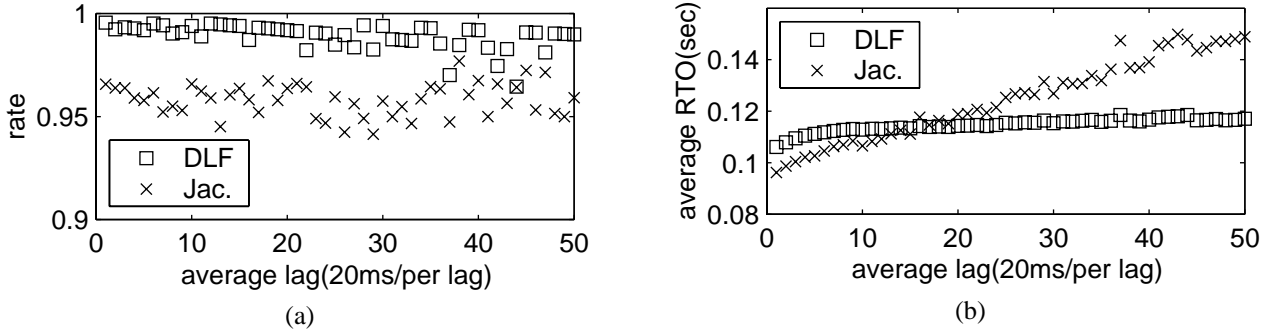 1
0.95
0.9
rate
DLF
Jac.
0 10 20 30 40 50
average lag(20ms/per lag)
(a)
0.14
0.12
0.1
0.08
average RTO(sec)
DLF
Jac.
0 10 20 30 40 50
average lag(20ms/per lag)
(b)